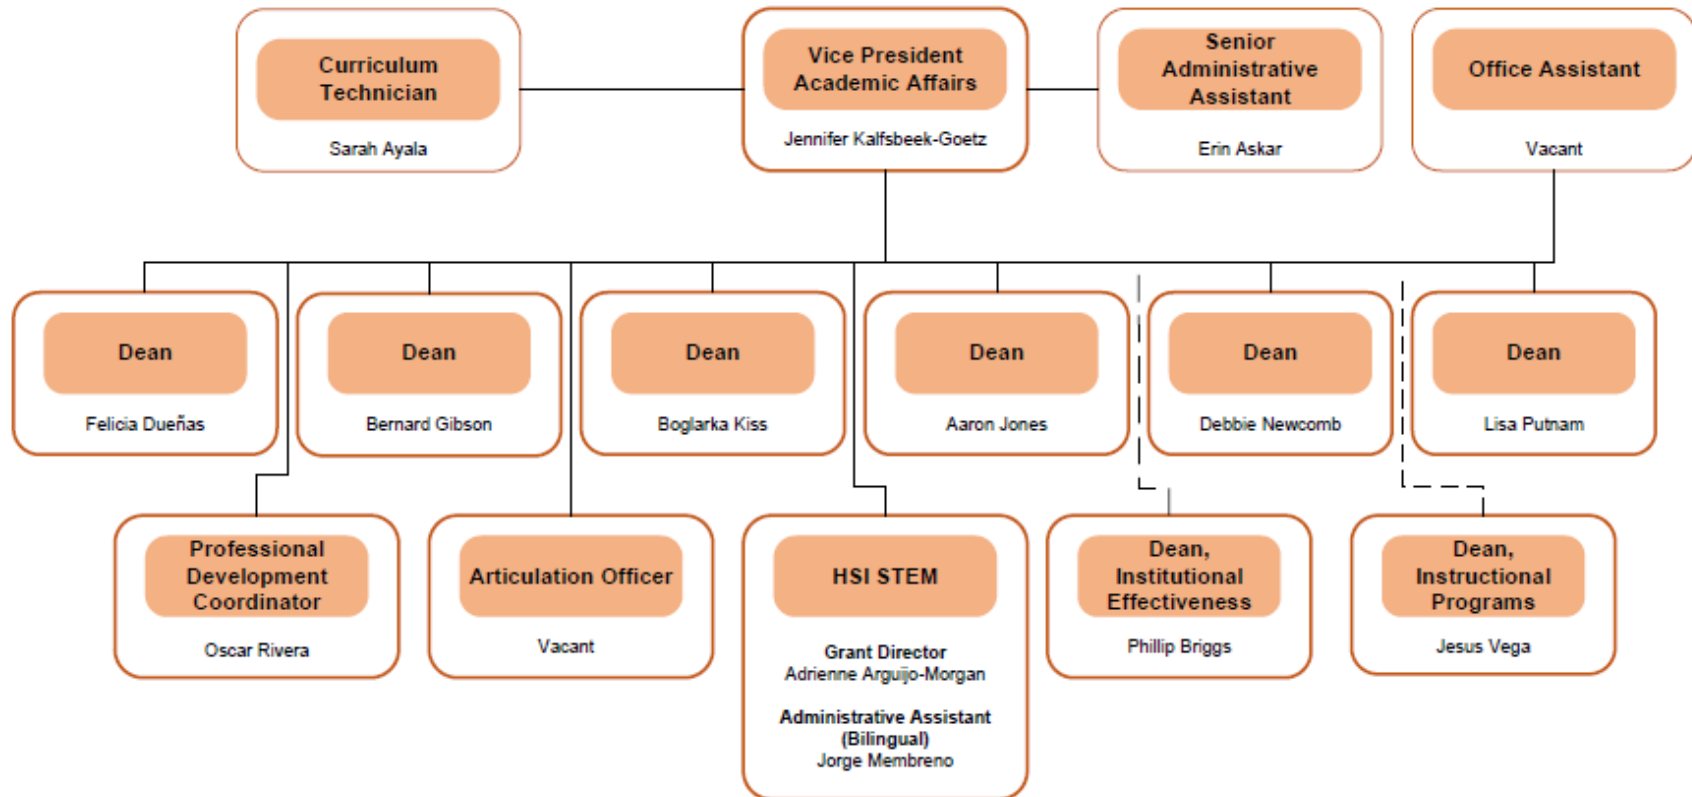 Curriculum
Technician
Sarah Ayala
Vice President
Academic Affairs
Jennifer Kalfsbeek-Goetz
Senior
Administrative
Assistant
Erin Askar
Office Assistant
Vacant
Dean
Felicia Dueñas
Dean
Bernard Gibson
Dean
Boglarka Kiss
Dean
Aaron Jones
Dean
Debbie Newcomb
Dean
Lisa Putnam
Professional
Development
Coordinator
Oscar Rivera
Articulation Officer
Vacant
HSI STEM
Grant Director
Adrienne Arguijo-Morgan
Administrative Assistant
(Bilingual)
Jorge Membreno
Dean,
Institutional
Effectiveness
Phillip Briggs
Dean,
Instructional
Programs
Jesus Vega